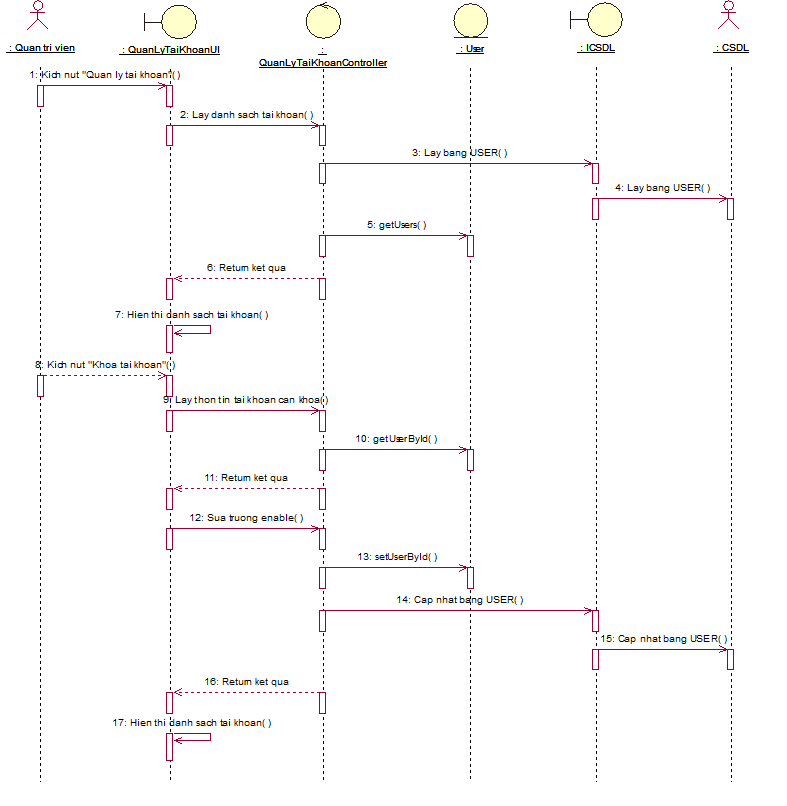 : Quan tri vien
: QuanLyTaiKhoanUI
:
QuanLyTaiKhoanController
: User
: ICSDL
: CSDL
1: Kich nut "Quan ly tai khoan"( )
2: Lay danh sach tai khoan( )
3: Lay bang USER( )
4: Lay bang USER( )
5: getUsers( )
6: Return ket qua
7: Hien thi danh sach tai khoan( )
8: Kich nut "Khoa tai khoan"( )
9: Lay thon tin tai khoan can khoa( )
10: getUserById( )
11: Return ket qua
12: Sua truong enable( )
13: setUserById( )
14: Cap nhat bang USER( )
15: Cap nhat bang USER( )
16: Return ket qua
17: Hien thi danh sach tai khoan( )